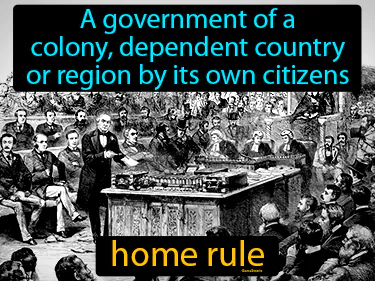 A government of a
colony, dependent country
or region by its own citizens
home rule